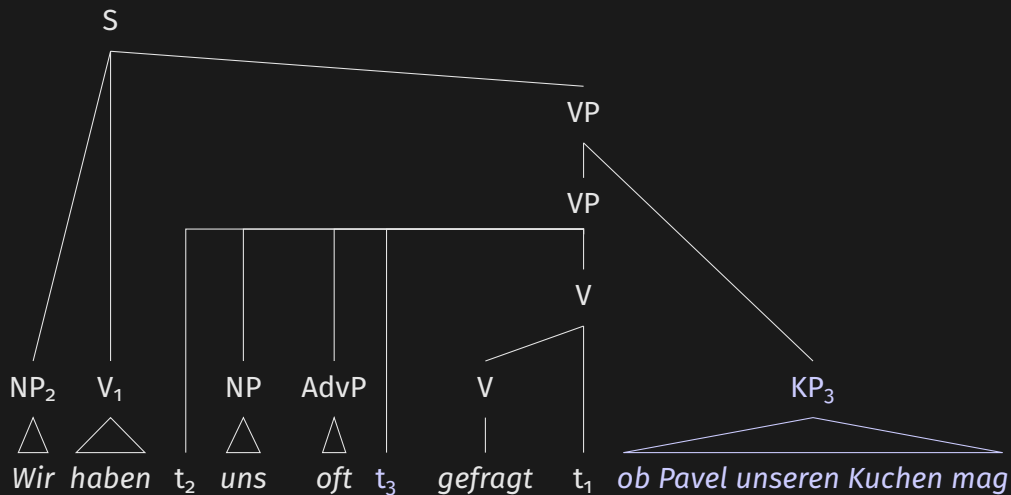 S
VP
VP
V
NP₂ V₁ NP AdvP V KP₃
Wir haben t₂ uns oft t₃ gefragt t₁ ob Pavel unseren Kuchen mag